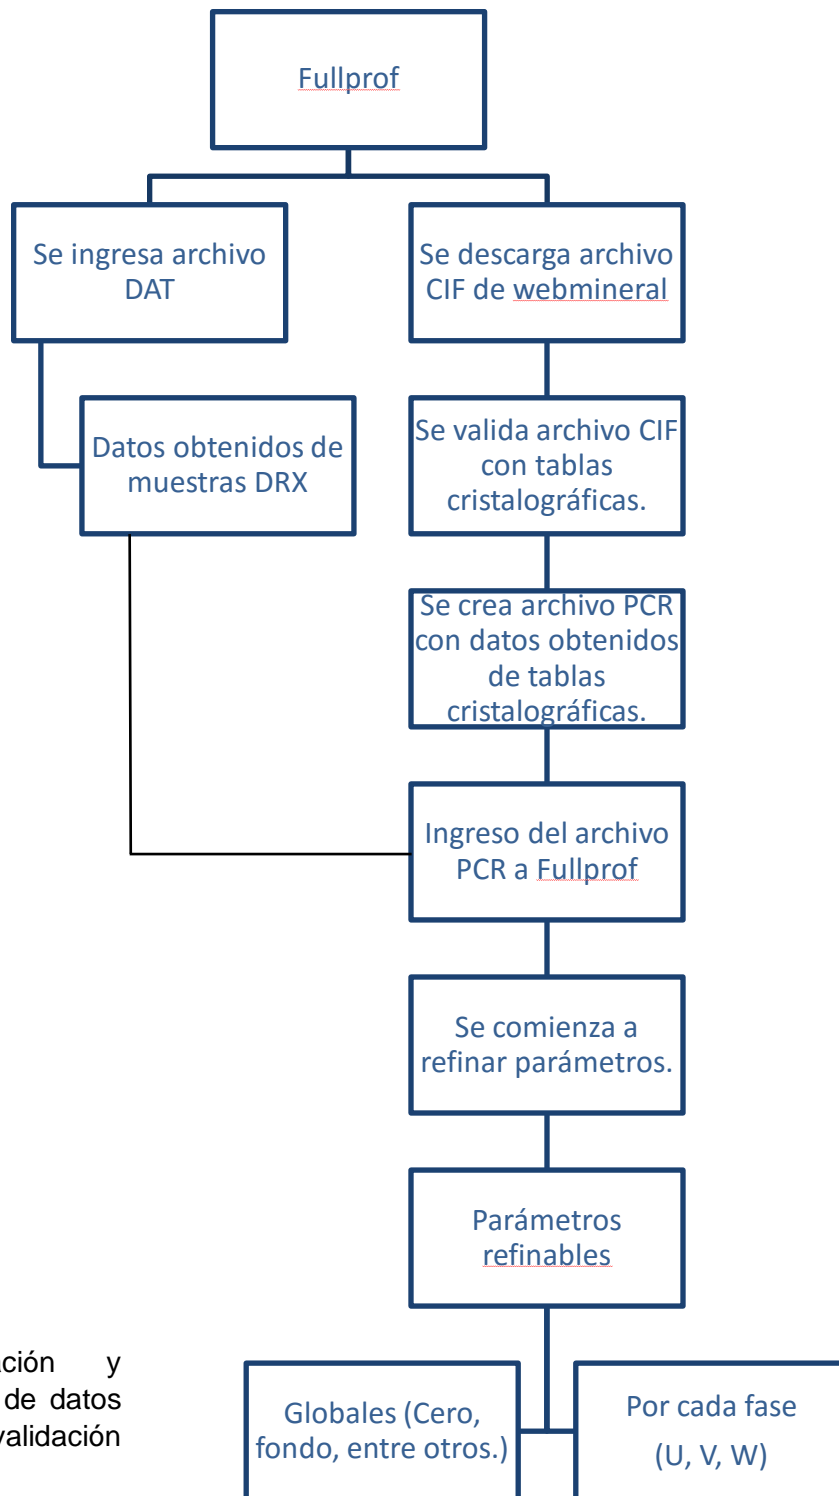 Fullprof
Se ingresa archivo
DAT
Se descarga archivo
CIF de webmineral
Datos obtenidos de
muestras DRX
Se valida archivo CIF
con tablas
cristalográficas.
Se crea archivo PCR
con datos obtenidos
de tablas
cristalográficas.
Ingreso del archivo
PCR a Fullprof
Se comienza a
refinar parámetros.
Parámetros
refinables
Globales (Cero,
fondo, entre otros.)
Por cada fase
(U, V, W)
ación y
de datos
validación